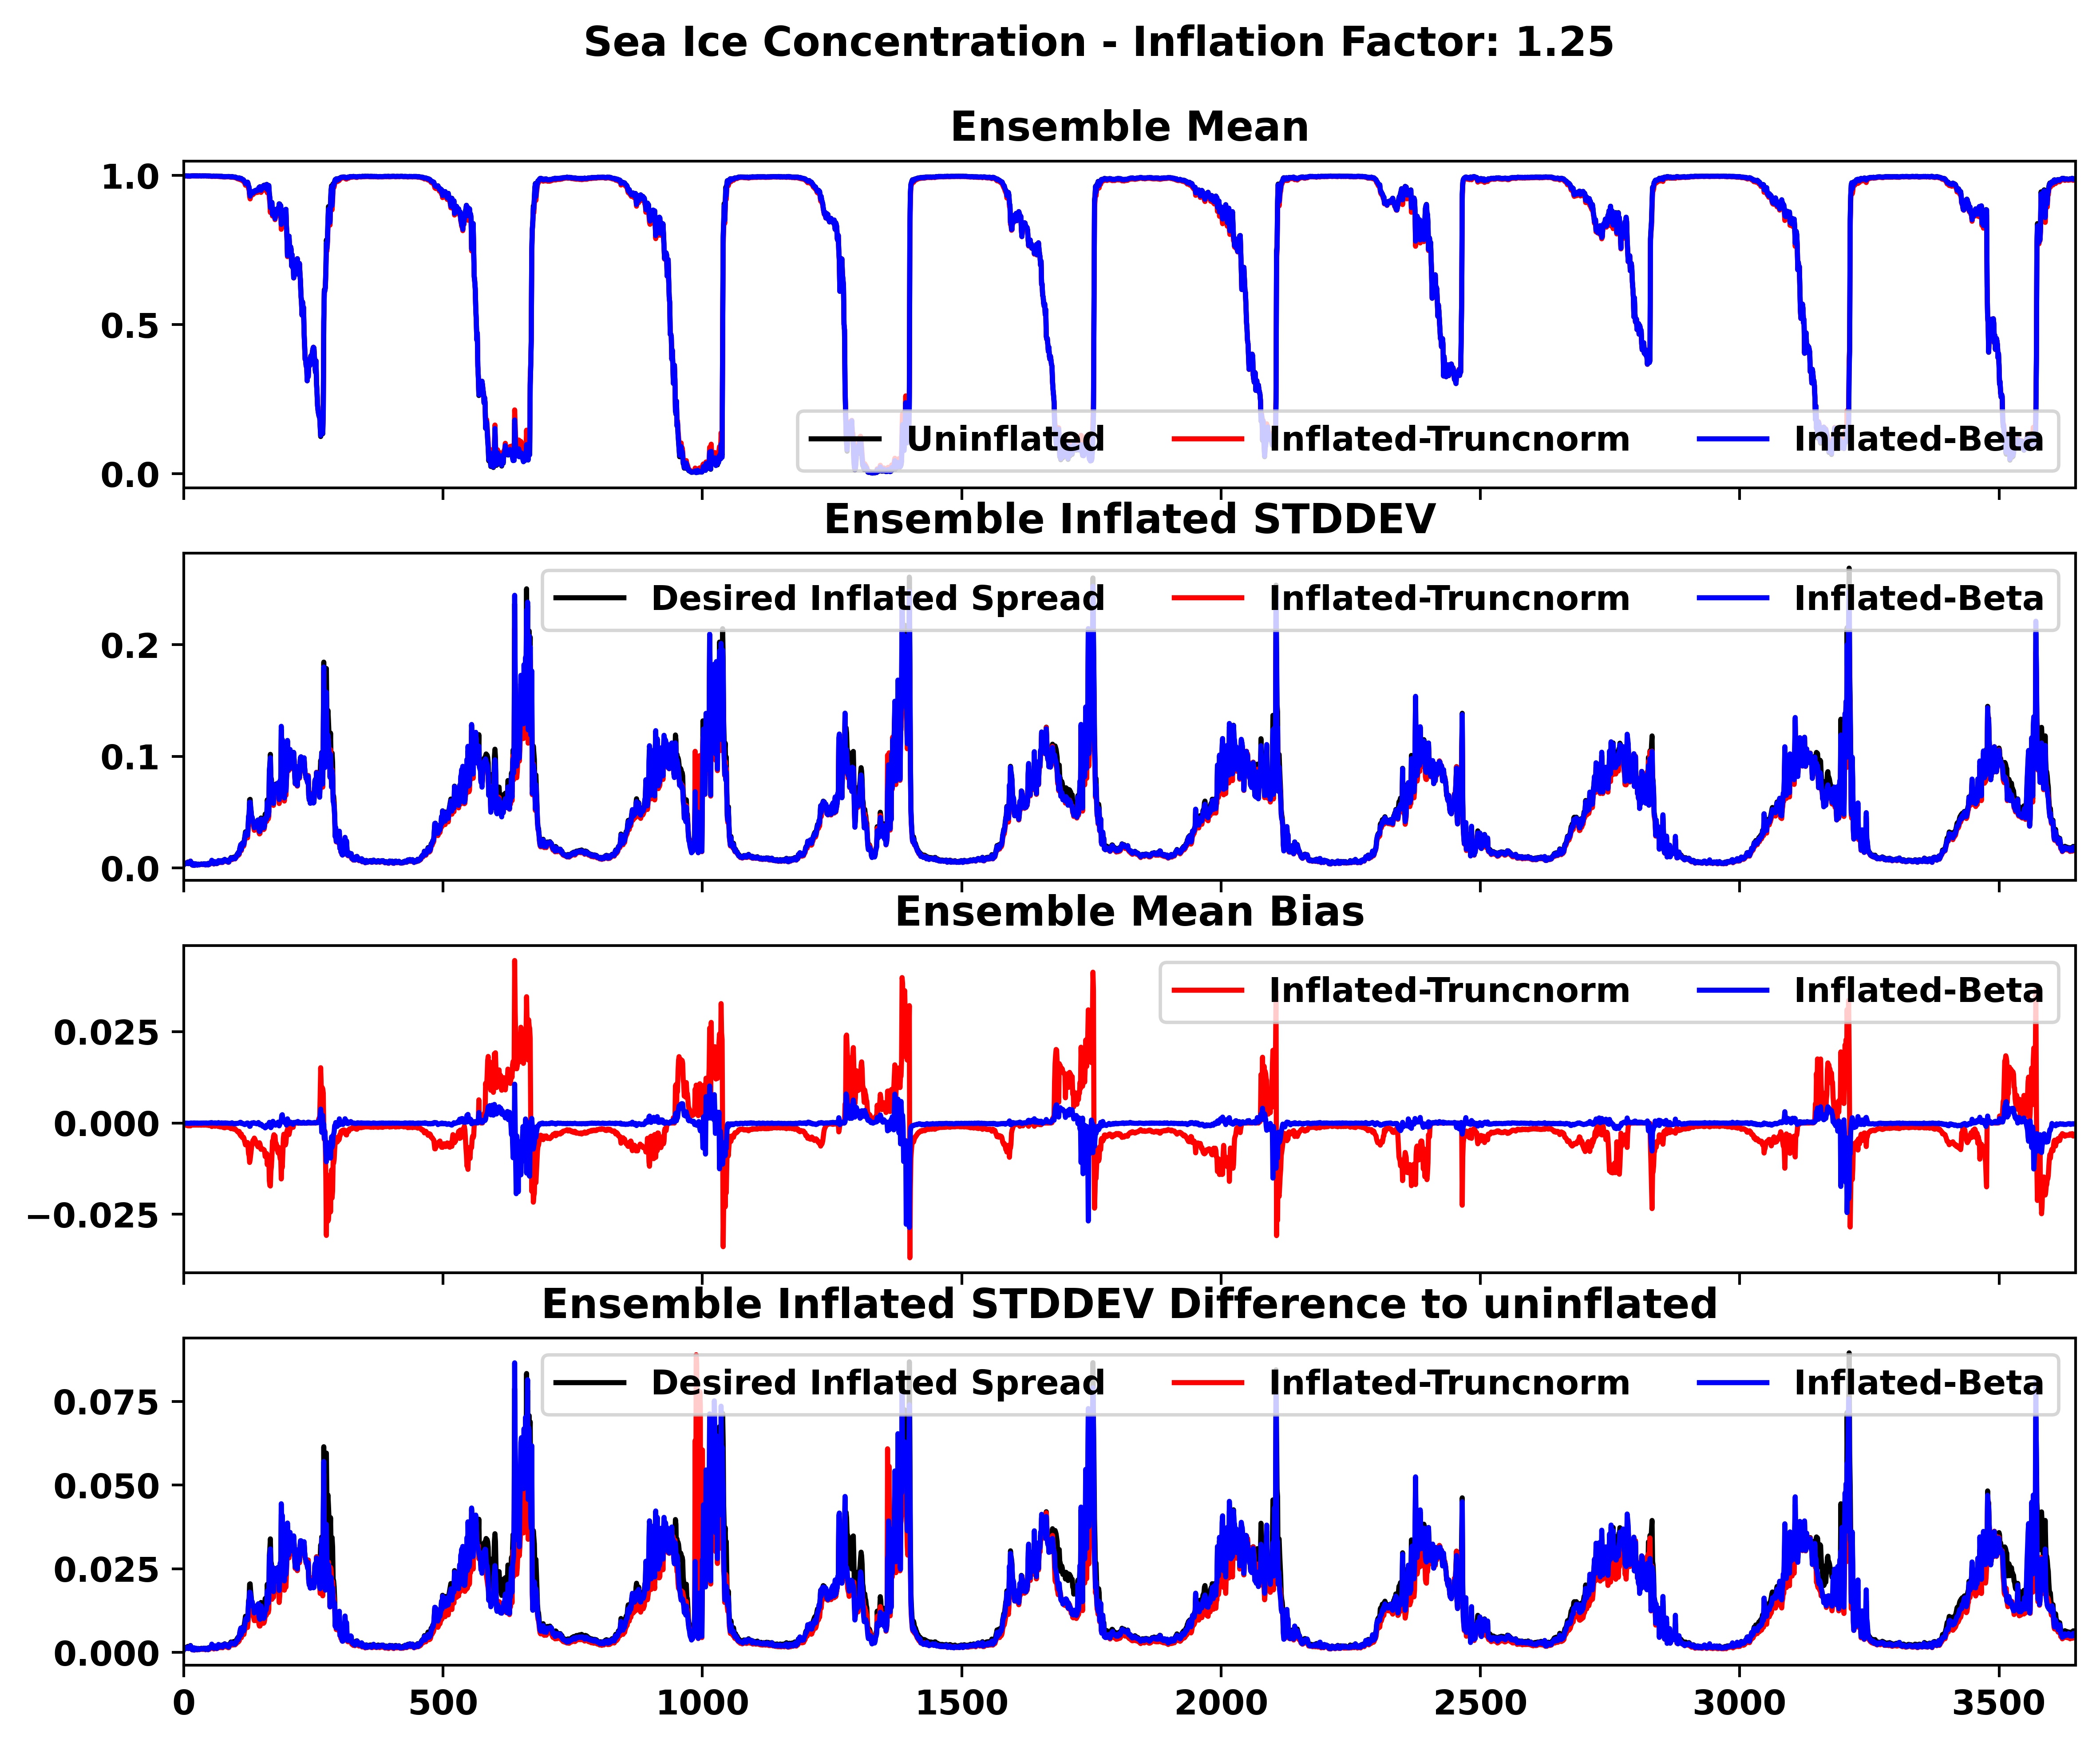 Sea Ice Concentration - Inflation Factor: 1.25
Ensemble Mean
1.0
0.5
0.0
Uninflated Inflated-Truncnorm Inflated-Beta
Ensemble Inflated STDDEV
Desired Inflated Spread Inflated-Truncnorm Inflated-Beta
0.2
0.1
0.0
Ensemble Mean Bias
Inflated-Truncnorm Inflated-Beta
0.025
0.000
−0.025
Ensemble Inflated STDDEV Difference to uninflated
Desired Inflated Spread Inflated-Truncnorm Inflated-Beta
0.075
0.050
0.025
0.000
0 500 1000 1500 2000 2500 3000 3500